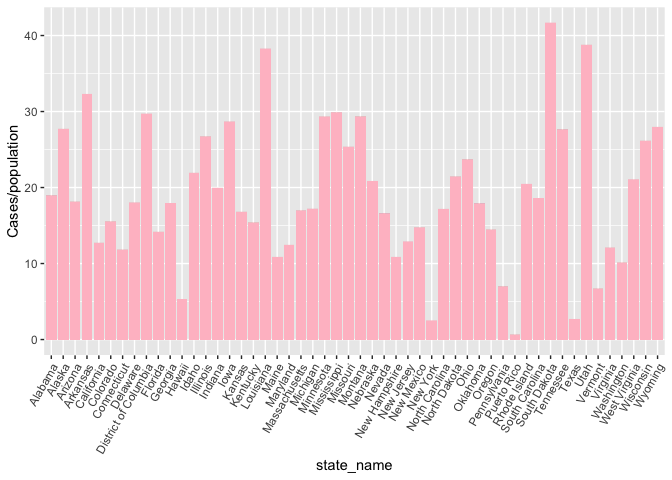 40
30
20
10
0
Cases/population
Alabama
Alaska
Arizona
Arkansas
California
Colorado
Connecticut
Delaware
District of Columbia
Florida
Georgia
Hawaii
Idaho
Illinois
Indiana
Iowa
Kansas
Kentucky
Louisiana
Maine
Maryland
Massachusetts
Michigan
Minnesota
Mississippi
Missouri
Montana
Nebraska
Nevada
New Hampshire
New Jersey
New Mexico
New York
North Carolina
North Dakota
Ohio
Oklahoma
Oregon
Pennsylvania
Puerto Rico
Rhode Island
South Carolina
South Dakota
Tennessee
Texas
Utah
Vermont
Virginia
Washington
West Virginia
Wisconsin
Wyoming
state_name